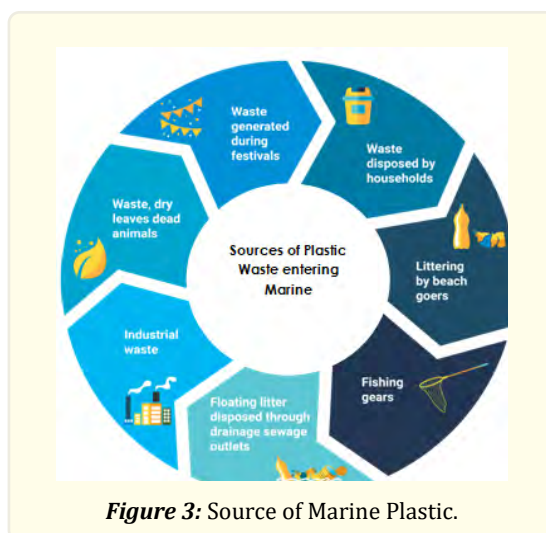 Waste
generated
during
festivals
Waste
disposed by
households
Waste, dry
leaves dead
animals
Sources of Plastic
Waste entering
Marine
Littering
by beach
goers
Industrial
waste
Fishing
gears
Floating litter
disposed through
drainage sewage
outlets
Figure 3: Source of Marine Plastic.